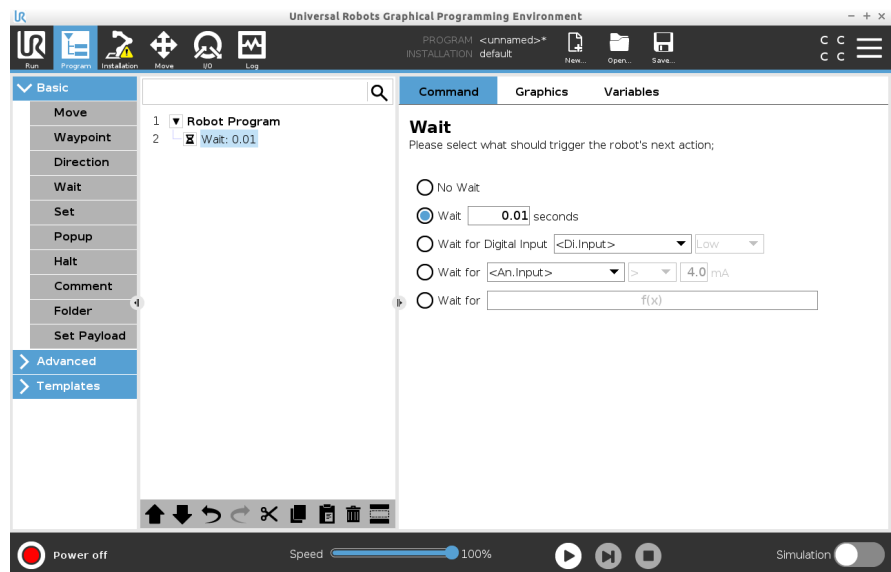 UR Universal Robots Graphical Programming Environment - + ×
UR
Run Program Installation Move I/O Log
PROGRAM <unnamed>*
INSTALLATION default
New... Open... Save...
C C
C C
Basic
Move
Waypoint
Direction
Wait
Set
Popup
Halt
Comment
Folder
Set Payload
Advanced
Templates
1 Robot Program
2 Wait: 0.01
Command Graphics Variables
Wait
Please select what should trigger the robot's next action;
No Wait
Wait 0.01 seconds
Wait for Digital Input <Di.Input> Low
Wait for <An.Input> > 4.0 mA
Wait for f(x)
Power off Speed 100% Simulation